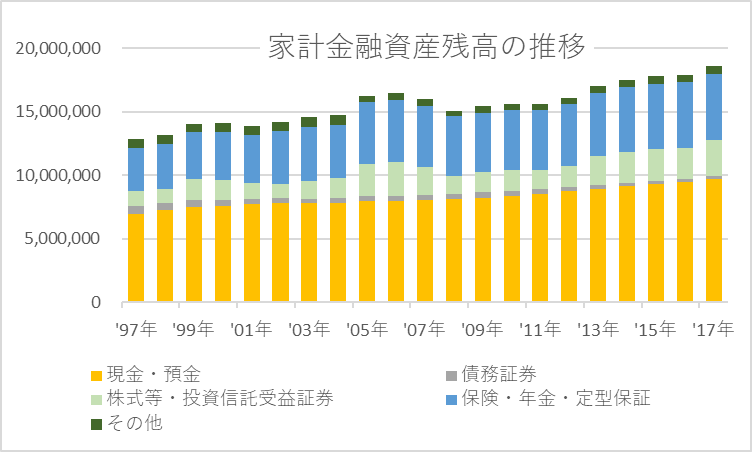 家計金融資産残高の推移
20,000,000
15,000,000
10,000,000
5,000,000
0
'97年 '99年 '01年 '03年 '05年 '07年 '09年 '11年 '13年 '15年 '17年
現金・預金 債務証券
株式等・投資信託受益証券 保険・年金・定型保証
その他